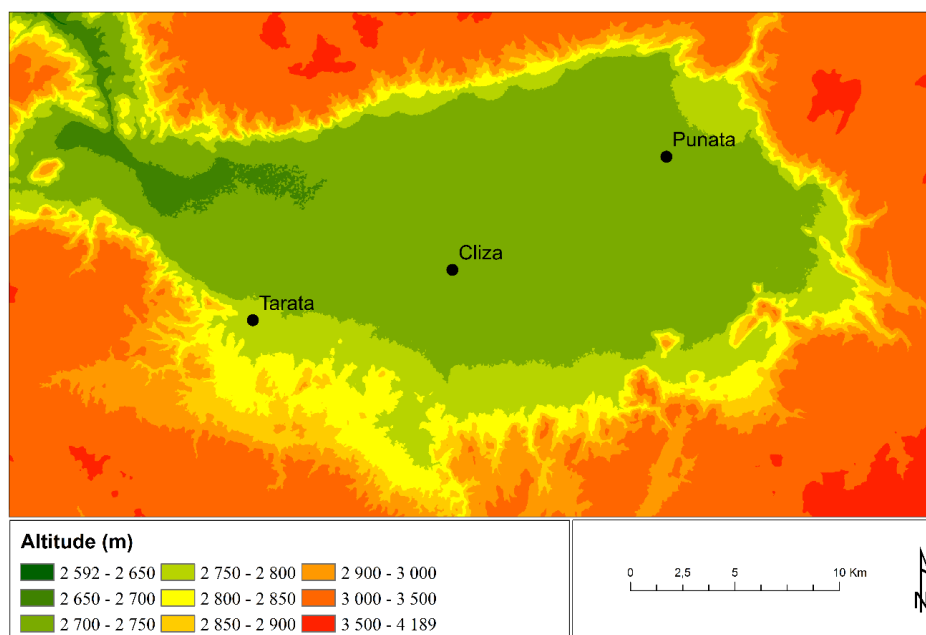 Punata
Cliza
Tarata
Altitude (m)
2 592 - 2 650 2 750 - 2 800 2 900 - 3 000
2 650 - 2 700 2 800 - 2 850 3 000 - 3 500
2 700 - 2 750 2 850 - 2 900 3 500 - 4 189
0 2,5 5 10 Km
N